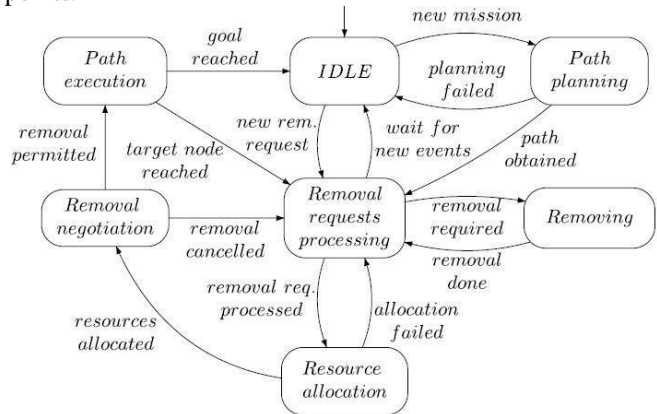 new mission
goal
reached
Path
execution
IDLE
planning
failed
Path
planning
removal
permitted
target node
reached
new rem.
request
wait for
new events
path
obtained
Removal
negotiation
removal
cancelled
Removal
requests
processing
removal
required
Removing
removal
done
removal req.
processed
allocation
failed
resources
allocated
Resource
allocation